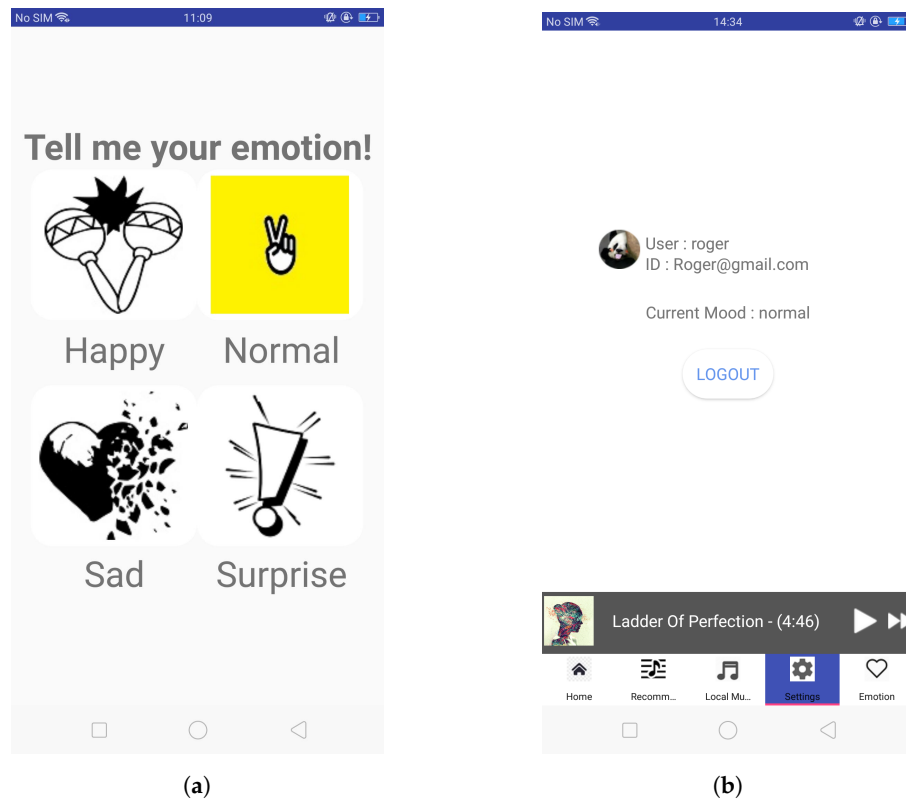 No SIM 11:09
Tell me your emotion!
Happy Normal
Sad Surprise
(a)
No SIM 14:34
User : roger
ID : Roger@gmail.com
Current Mood : normal
LOGOUT
Ladder Of Perfection - (4:46)
Home Recomm... Local Mu... Settings Emotion
(b)